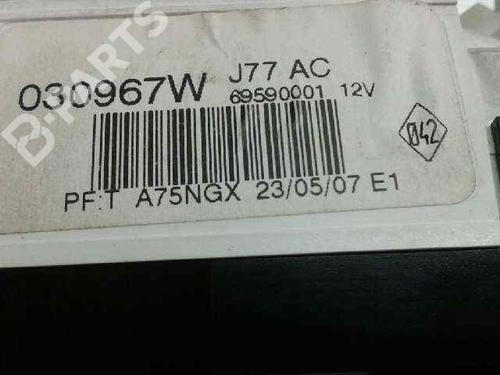 030967W J77 AC
69590001 12V
042
PF:T A75NGX 23/05/07 E1
B-PARTS